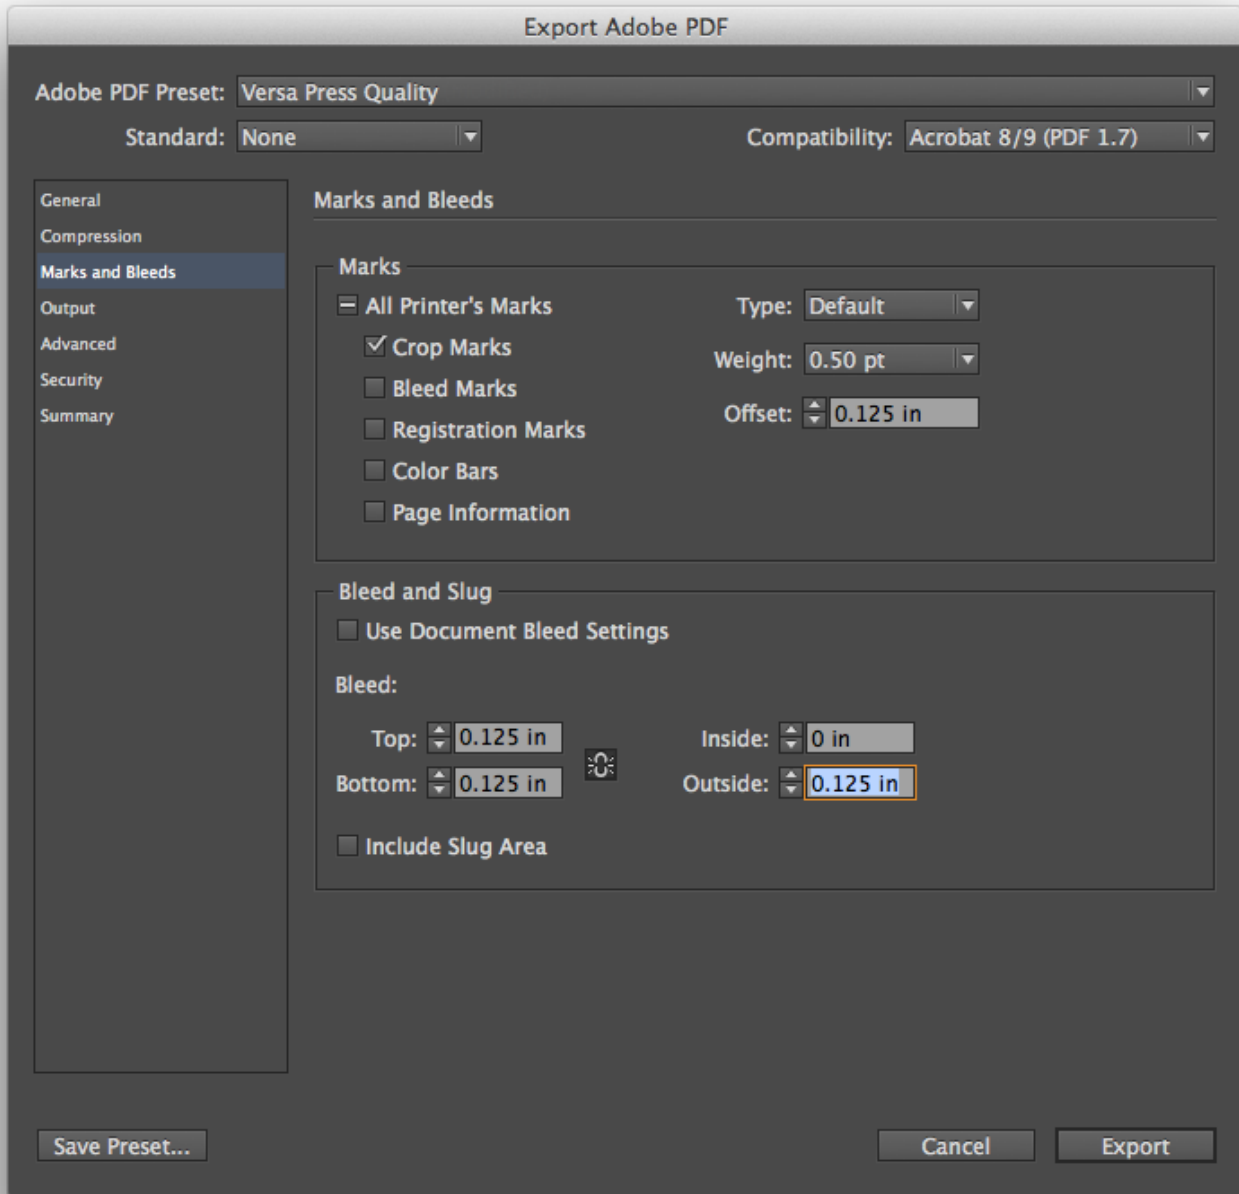 Export Adobe PDF
Adobe PDF Preset: Versa Press Quality
Standard: None Compatibility: Acrobat 8/9 (PDF 1.7)
General
Compression
Marks and Bleeds
Output
Advanced
Security
Summary
Marks and Bleeds
Marks
All Printer's Marks Type: Default
Crop Marks Weight: 0.50 pt
Bleed Marks Offset: 0.125 in
Registration Marks
Color Bars
Page Information
Bleed and Slug
Use Document Bleed Settings
Bleed:
Top: 0.125 in Inside: 0 in
Bottom: 0.125 in Outside: 0.125 in
Include Slug Area
Save Preset... Cancel Export